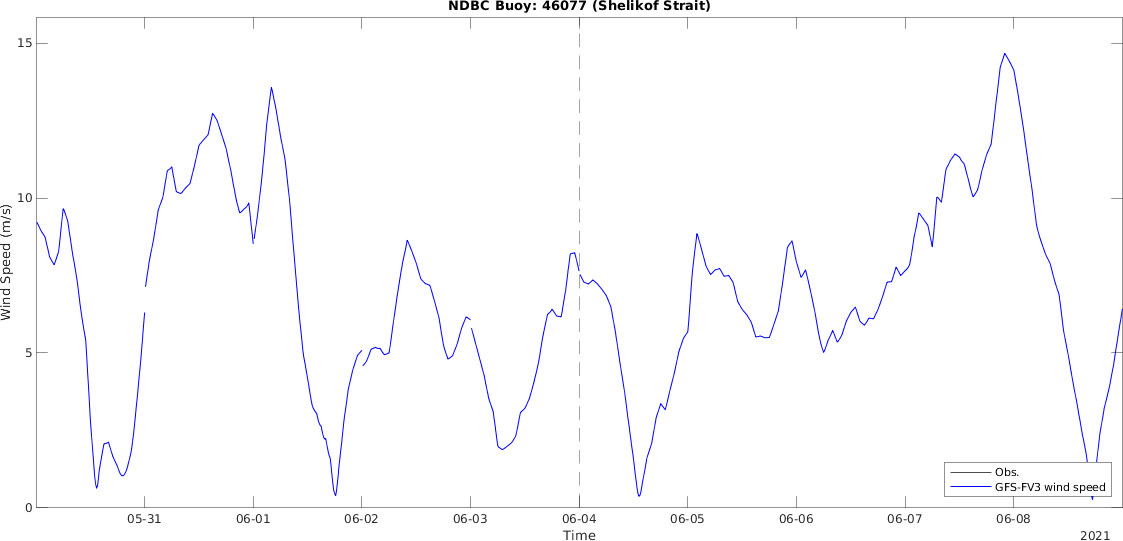 NDBC Buoy: 46077 (Shelikof Strait)
15
10
5
0
Wind Speed (m/s)
05-31 06-01 06-02 06-03 06-04 06-05 06-06 06-07 06-08
Time
2021
Obs.
GFS-FV3 wind speed